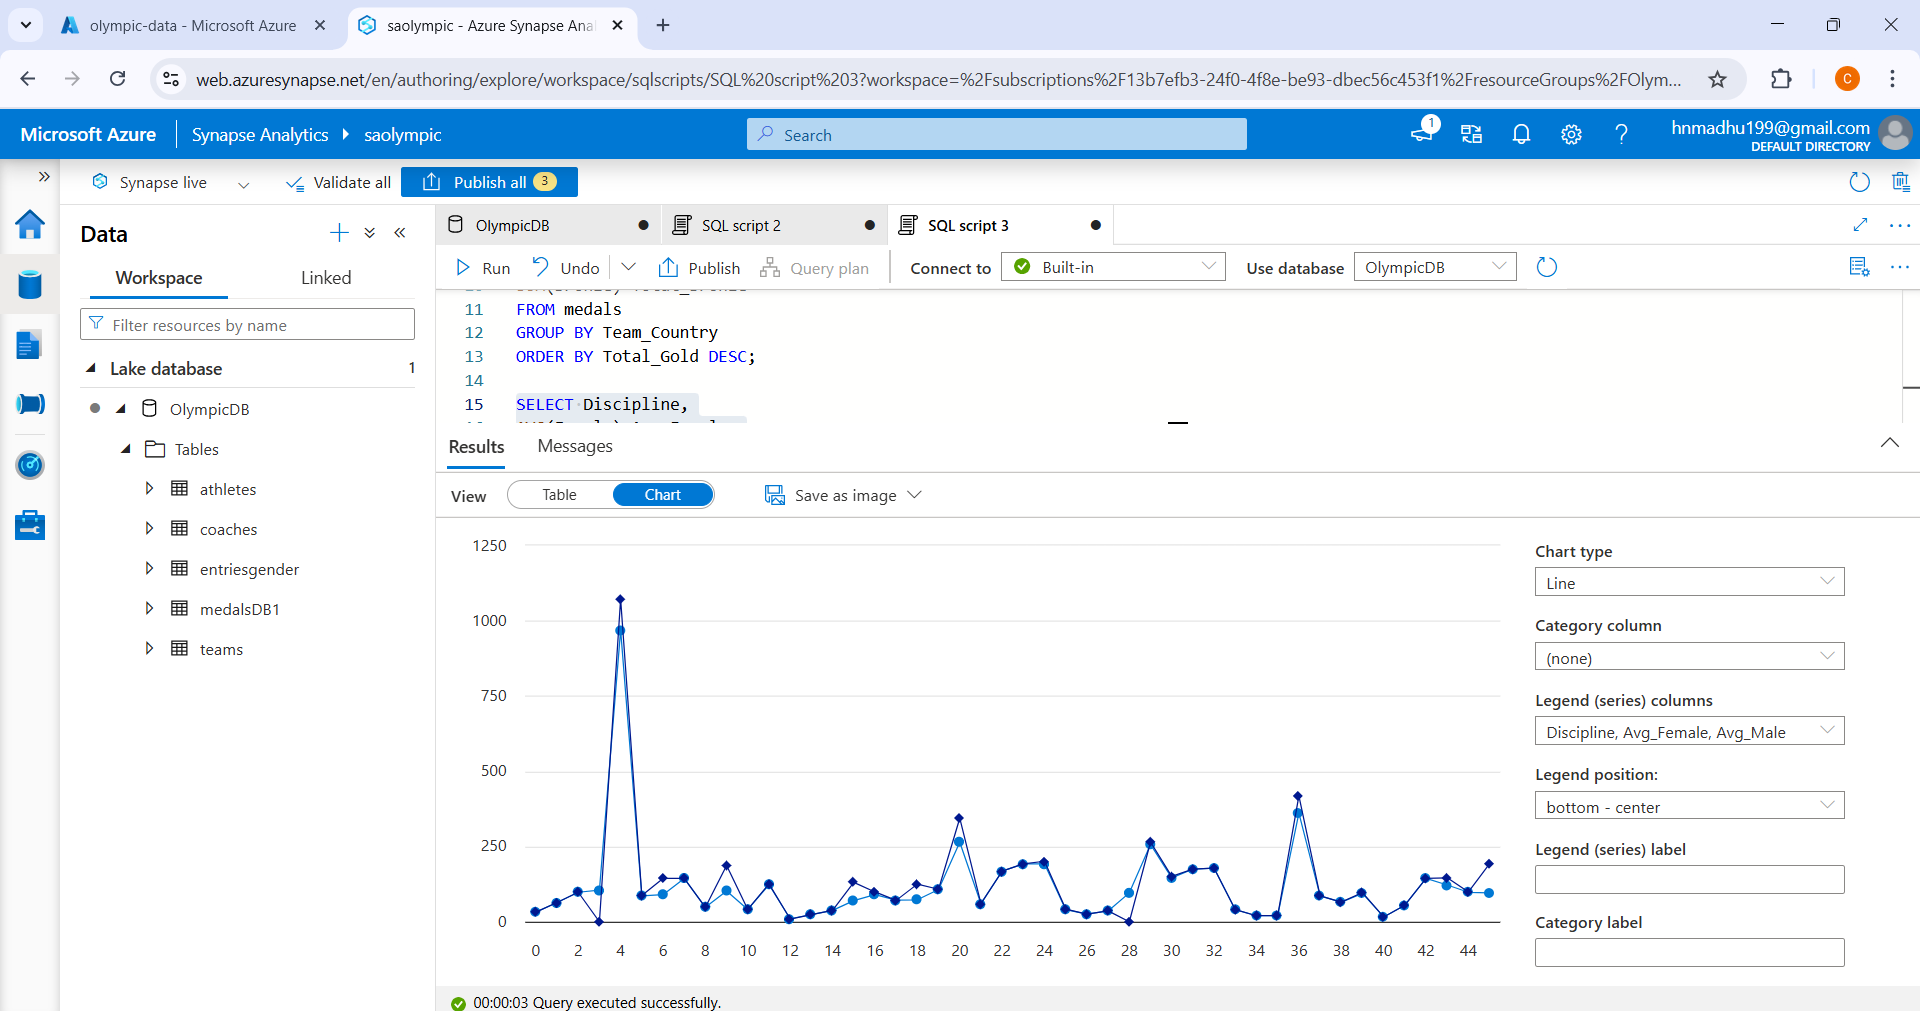 olympic-data - Microsoft Azure
saolympic - Azure Synapse Ana
web.azuresynapse.net/en/authoring/explore/workspace/sqlscripts/SQL%20script%203?workspace=%2Fsubscriptions%2F13b7efb3-24f0-4f8e-be93-dbec56c453f1%2FresourceGroups%2FOlym...
C
Microsoft Azure
Synapse Analytics
saolympic
Search
1
hnmadhu199@gmail.com
DEFAULT DIRECTORY
Synapse live
Validate all
Publish all 3
Data
Workspace
Linked
Filter resources by name
Lake database 1
OlympicDB
Tables
athletes
coaches
entriesgender
medalsDB1
teams
OlympicDB
SQL script 2
SQL script 3
Run
Undo
Publish
Query plan
Connect to
Built-in
Use database
OlympicDB
11 FROM medals
12 GROUP BY Team_Country
13 ORDER BY Total_Gold DESC;
14
15 SELECT Discipline,
Results
Messages
View
Table
Chart
Save as image
1250
1000
750
500
250
0
0 2 4 6 8 10 12 14 16 18 20 22 24 26 28 30 32 34 36 38 40 42 44
Chart type
Line
Category column
(none)
Legend (series) columns
Discipline, Avg_Female, Avg_Male
Legend position:
bottom - center
Legend (series) label
Category label
00:00:03 Query executed successfully.